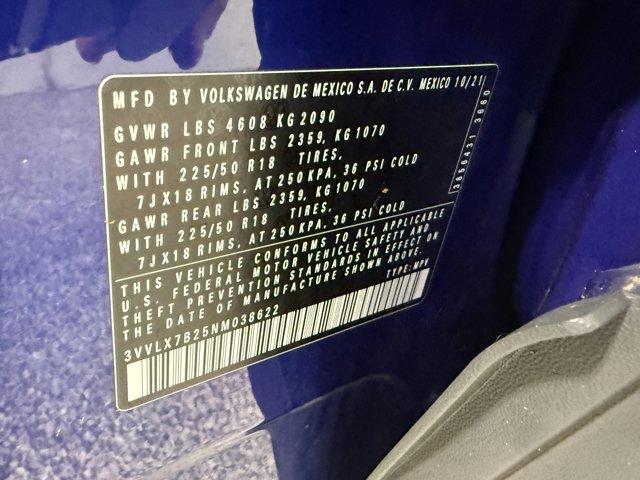 MFD BY VOLKSWAGEN DE MEXICO S.A. DE C.V. MEXICO 10/21
GVWR LBS 4608 KG 2090
GAWR FRONT LBS 2359, KG 1070
WITH 225/50 R18 TIRES,
7JX18 RIMS, AT 250 KPA, 36 PSI COLD
GAWR REAR LBS 2359, KG 1070
WITH 225/50 R18 TIRES,
7JX18 RIMS, AT 250 KPA, 36 PSI COLD
THIS VEHICLE CONFORMS TO ALL APPLICABLE
U.S. FEDERAL MOTOR VEHICLE SAFETY AND
THEFT PREVENTION STANDARDS IN EFFECT ON
THE DATE OF MANUFACTURE SHOWN ABOVE.
3VVLX7B25NM038622 TYPE: MPV
3650431 3660